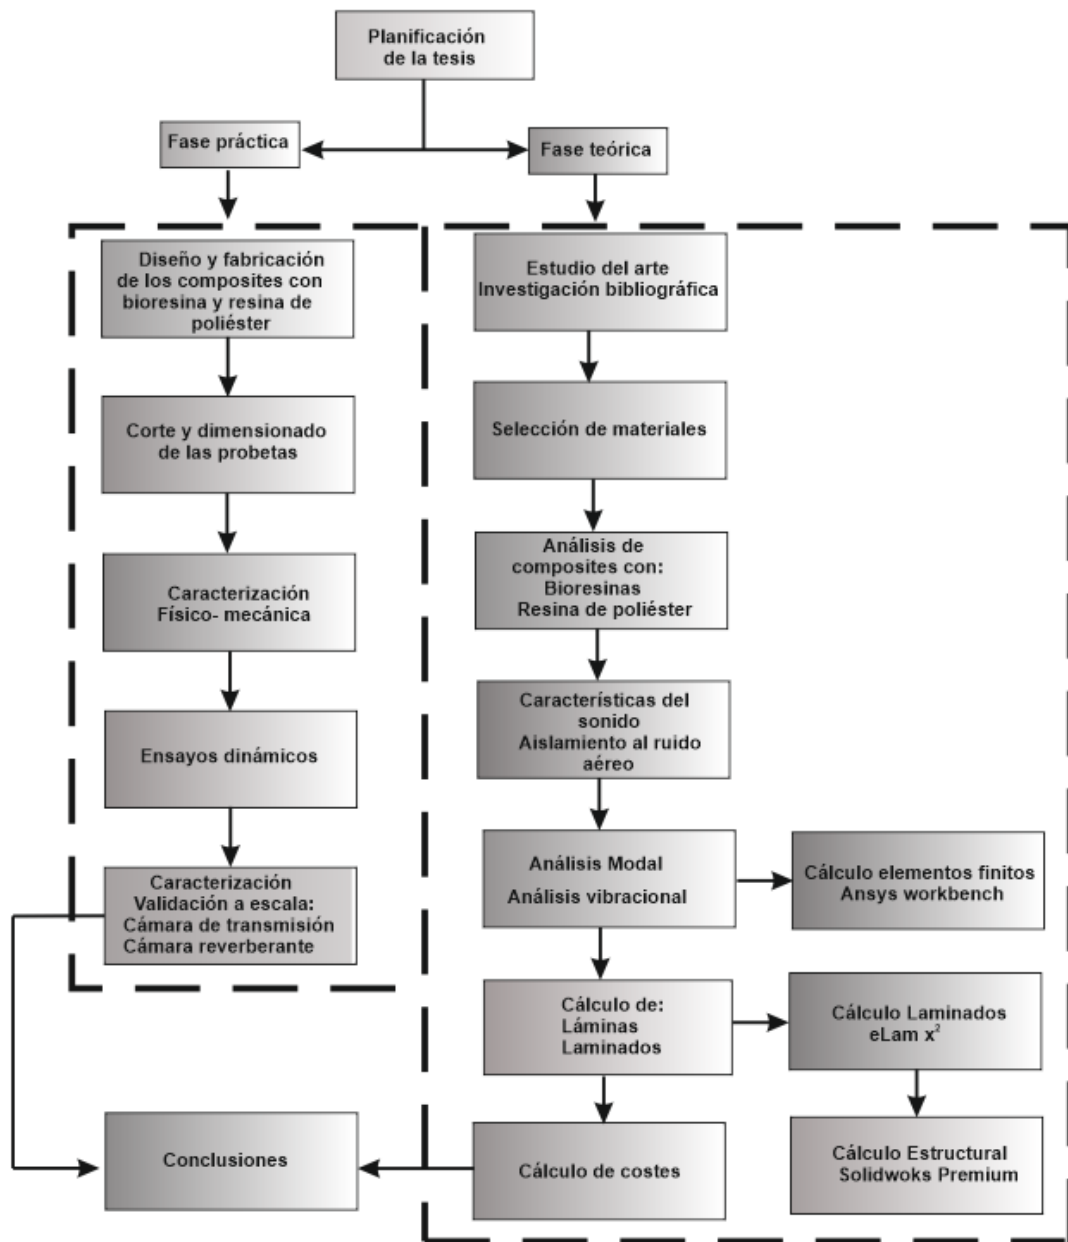 Planificación
de la tesis
Fase práctica
Fase teórica
Diseño y fabricación
de los composites con
bioresina y resina de
poliéster
Corte y dimensionado
de las probetas
Caracterización
Físico- mecánica
Ensayos dinámicos
Caracterización
Validación a escala:
Cámara de transmisión
Cámara reverberante
Estudio del arte
Investigación bibliográfica
Selección de materiales
Análisis de
composites con:
Bioresinas
Resina de poliéster
Características del
sonido
Aislamiento al ruido
aéreo
Análisis Modal
Análisis vibracional
Cálculo elementos finitos
Ansys workbench
Cálculo de:
Láminas
Laminados
Cálculo Laminados
eLam x²
Cálculo Estructural
Solidwoks Premium
Cálculo de costes
Conclusiones